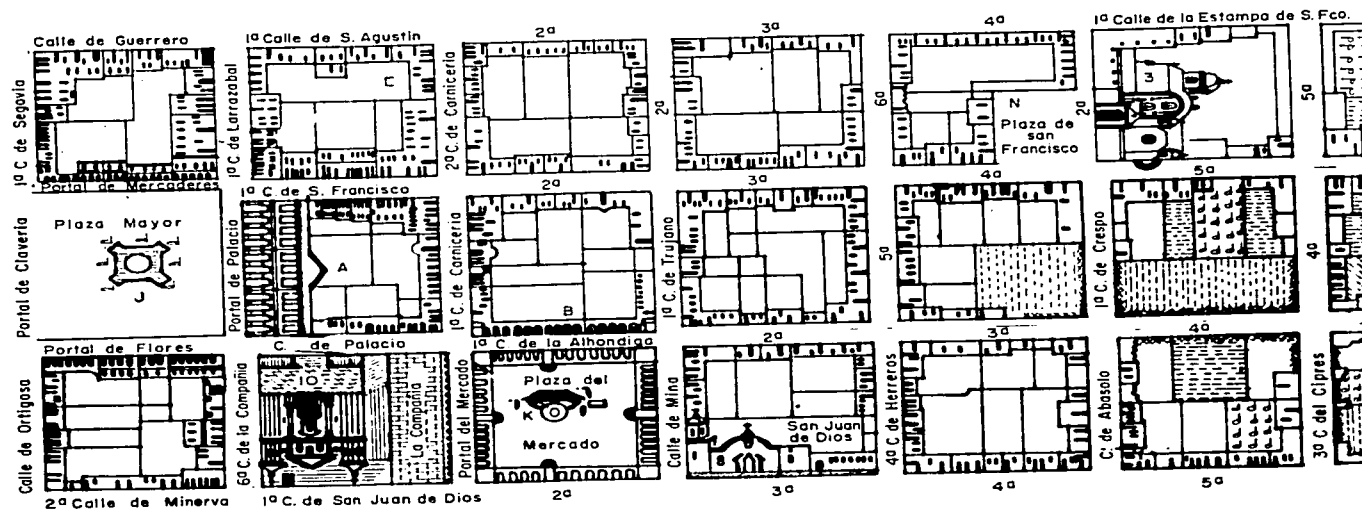 Calle de Guerrero
1ª Calle de S. Agustin
2ª
3ª
4ª
1ª Calle de la Estampa de S. Fco.
1ª C. de Segovia
1ª C. de Larrazabal
2ª C. de Carniceria
2ª
6ª
2ª
5ª
C
3
N
Plaza de
san
Francisco
Portal de Mercaderes
1ª C. de S. Francisco
2ª
3ª
4ª
5ª
Portal de Claveria
Plaza Mayor
J
Portal de Palacio
A
1ª C. de Carniceria
B
1ª C. de Trujano
5ª
1ª C. de Crespo
4ª
Portal de Flores
C. de Palacio
1ª C. de la Alhondiga
2ª
3ª
4ª
Calle de Ortigosa
6ª C. de la Compañia
10
La Compañia
Portal del Mercado
Plaza del
K
Mercado
Calle de Mina
San Juan
de Dios
8
4ª C. de Herreros
C. de Abasolo
3ª C. del Cipres
2ª Calle de Minerva
1ª C. de San Juan de Dios
2ª
3ª
4ª
5ª